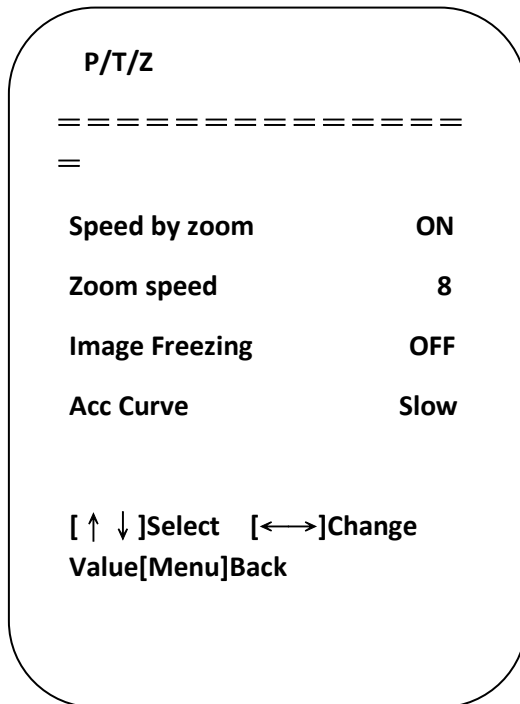 P/T/Z
＝＝＝＝＝＝＝＝＝＝＝＝＝＝
＝
Speed by zoom ON
Zoom speed 8
Image Freezing OFF
Acc Curve Slow
[↑↓]Select [←→]Change
Value[Menu]Back